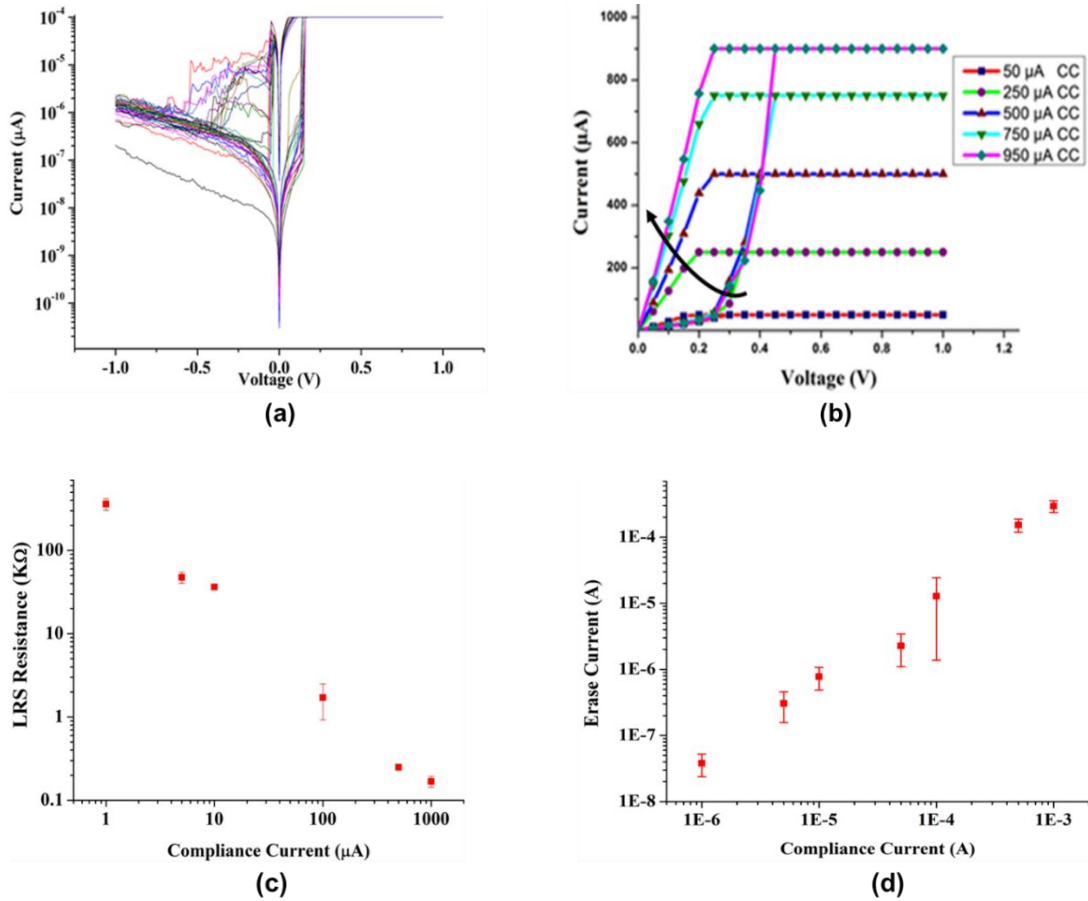 10⁻⁴
10⁻⁵
10⁻⁶
10⁻⁷
10⁻⁸
10⁻⁹
10⁻¹⁰
Current (μA)
-1.0 -0.5 0.0 0.5 1.0
Voltage (V)
(a)
1000
800
600
400
200
Current (μA)
50 μA CC
250 μA CC
500 μA CC
750 μA CC
950 μA CC
0.0 0.2 0.4 0.6 0.8 1.0 1.2
Voltage (V)
(b)
100
10
1
0.1
LRS Resistance (KΩ)
1 10 100 1000
Compliance Current (μA)
(c)
1E-4
1E-5
1E-6
1E-7
1E-8
Erase Current (A)
1E-6 1E-5 1E-4 1E-3
Compliance Current (A)
(d)